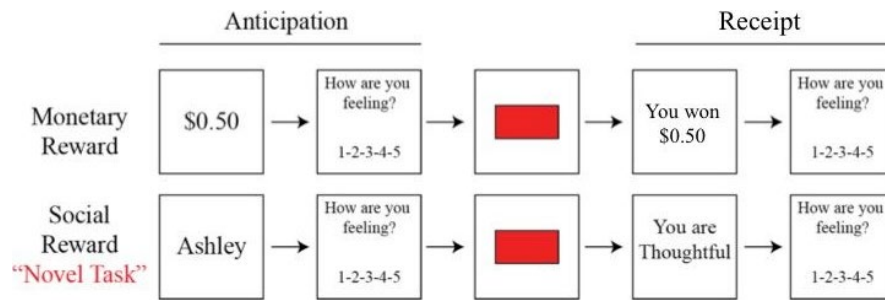 Anticipation
Receipt
Monetary
Reward
$0.50
How are you
feeling?
1-2-3-4-5
You won
$0.50
How are you
feeling?
1-2-3-4-5
Social
Reward
“Novel Task”
Ashley
How are you
feeling?
1-2-3-4-5
You are
Thoughtful
How are you
feeling?
1-2-3-4-5